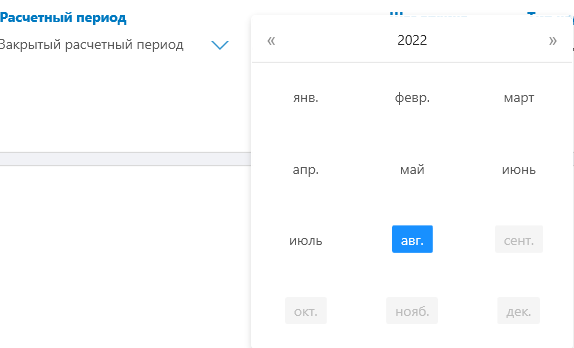 Расчетный период
Закрытый расчетный период
« 2022 »
янв. февр. март
апр. май июнь
июль авг. сент.
окт. нояб. дек.